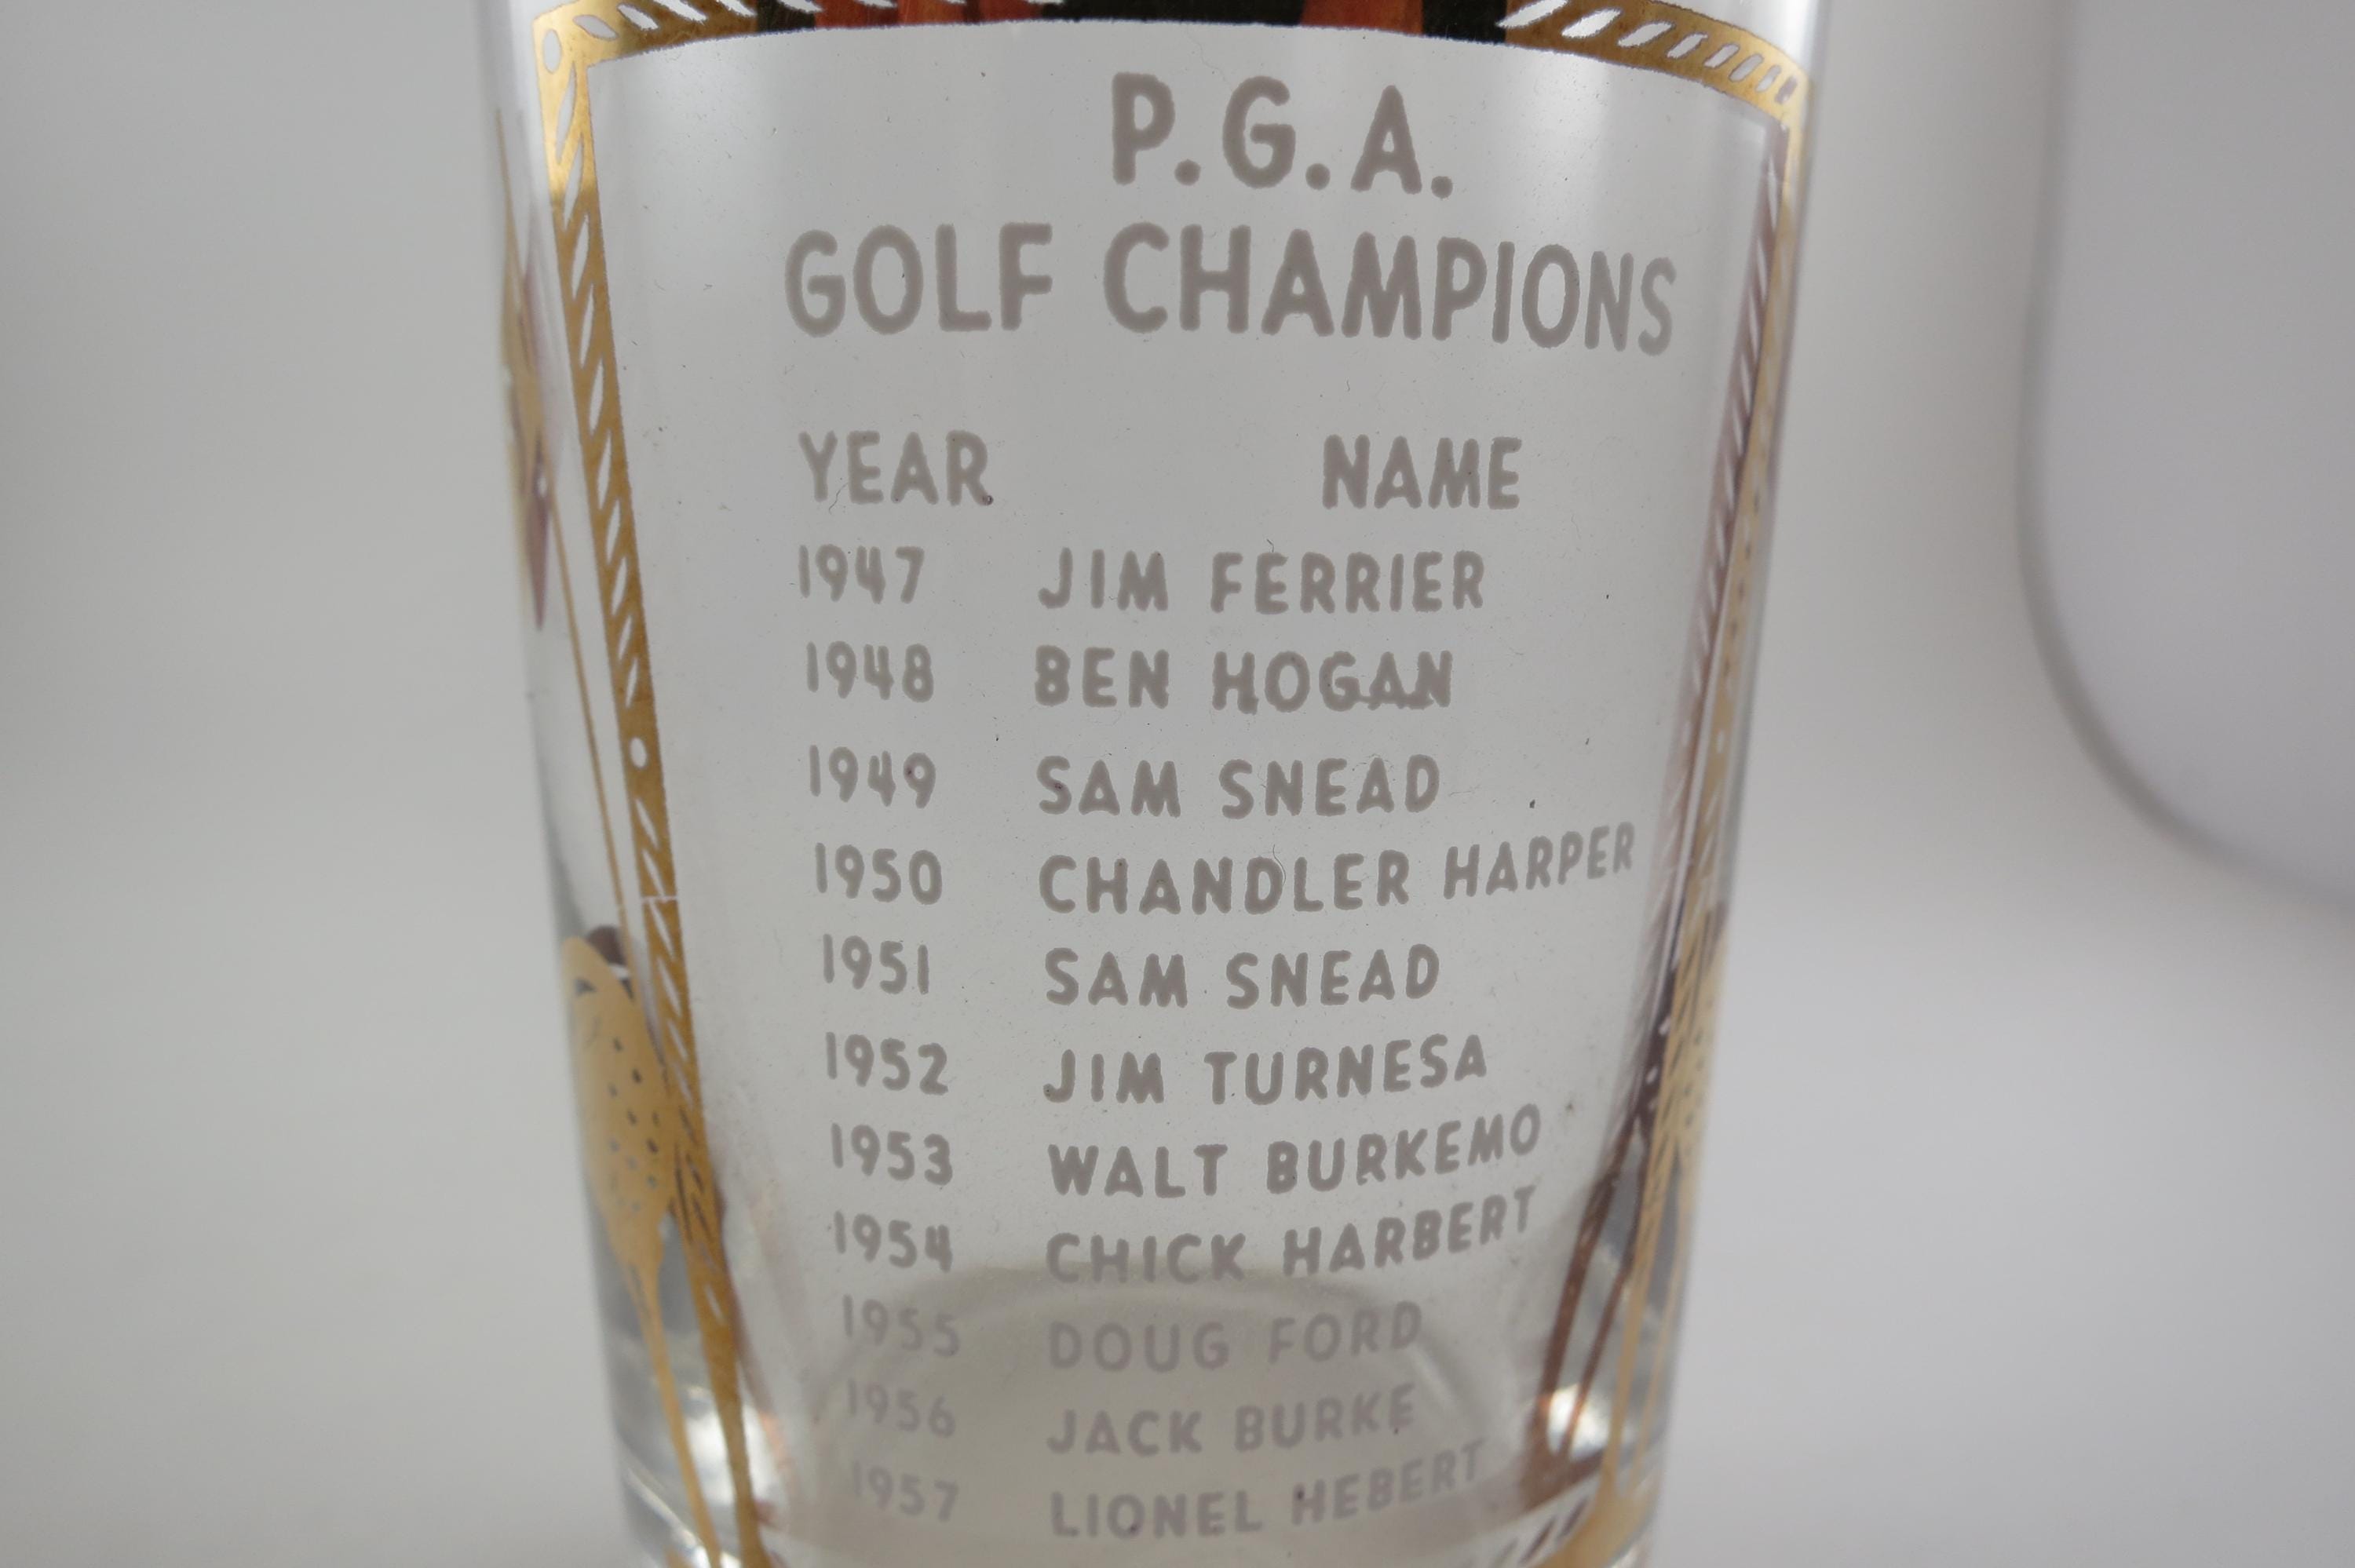 P.G.A.
GOLF CHAMPIONS
YEAR NAME
1947 JIM FERRIER
1948 BEN HOGAN
1949 SAM SNEAD
1950 CHANDLER HARPER
1951 SAM SNEAD
1952 JIM TURNESA
1953 WALT BURKEMO
1954 CHICK HARBERT
1955 DOUG FORD
1956 JACK BURKE
1957 LIONEL HEBERT